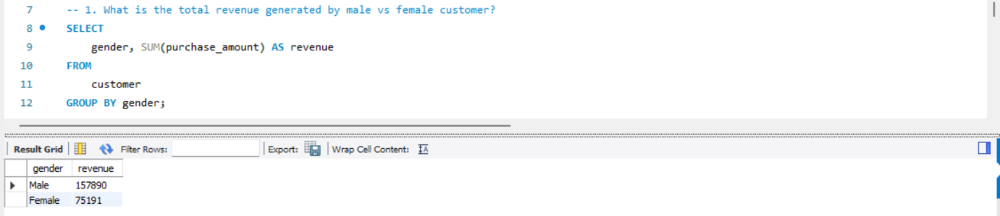 7 -- 1. What is the total revenue generated by male vs female customer?
8 SELECT
9 gender, SUM(purchase_amount) AS revenue
10 FROM
11 customer
12 GROUP BY gender;
Result Grid Filter Rows: Export: Wrap Cell Content: IA
gender revenue
Male 157890
Female 75191